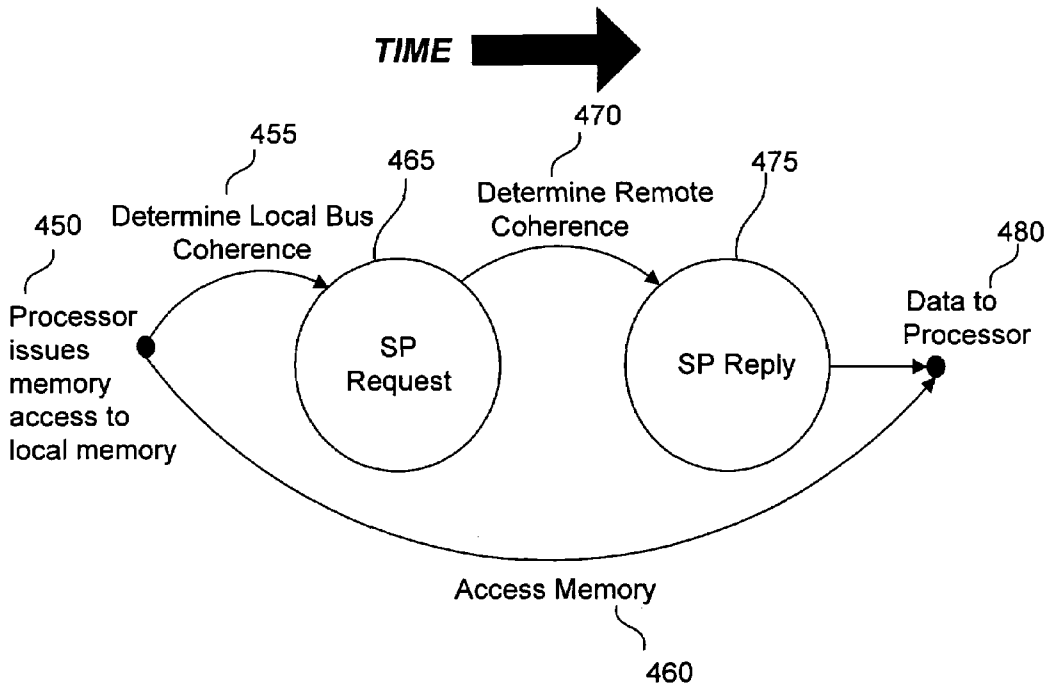 TIME
470
455
465
475
Determine Remote
Coherence
Determine Local Bus
Coherence
450
480
Processor
issues
memory
access to
local memory
SP
Request
SP Reply
Data to
Processor
Access Memory
460